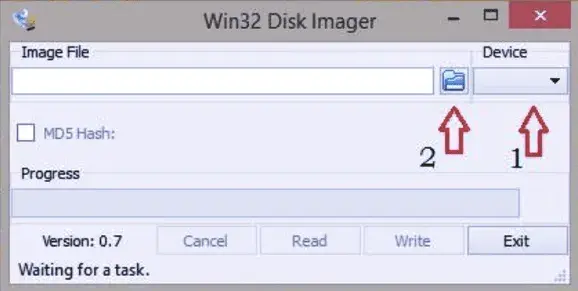 Win32 Disk Imager
Image File
Device
2
1
MD5 Hash:
Progress
Version: 0.7
Cancel
Read
Write
Exit
Waiting for a task.